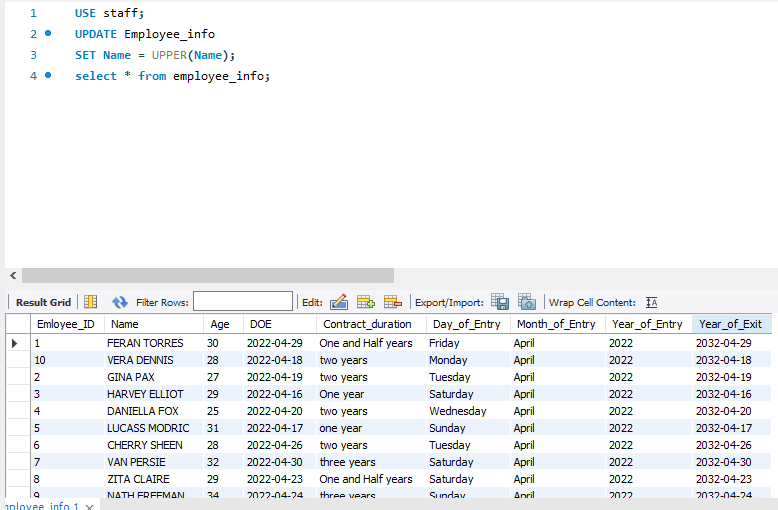 1 USE staff;
2 UPDATE Employee_info
3 SET Name = UPPER(Name);
4 select * from employee_info;
Result Grid Filter Rows: Edit: Export/Import: Wrap Cell Content:
Emloyee_ID Name Age DOE Contract_duration Day_of_Entry Month_of_Entry Year_of_Entry Year_of_Exit
1 FERAN TORRES 30 2022-04-29 One and Half years Friday April 2022 2032-04-29
10 VERA DENNIS 28 2022-04-18 two years Monday April 2022 2032-04-18
2 GINA PAX 27 2022-04-19 two years Tuesday April 2022 2032-04-19
3 HARVEY ELLIOT 29 2022-04-16 One year Saturday April 2022 2032-04-16
4 DANIELLA FOX 25 2022-04-20 two years Wednesday April 2022 2032-04-20
5 LUCASS MODRIC 31 2022-04-17 one year Sunday April 2022 2032-04-17
6 CHERRY SHEEN 28 2022-04-26 two years Tuesday April 2022 2032-04-26
7 VAN PERSIE 32 2022-04-30 three years Saturday April 2022 2032-04-30
8 ZITA CLAIRE 29 2022-04-23 One and Half years Saturday April 2022 2032-04-23
9 NATH FREEMAN 34 2022-04-24 three years Sunday April 2022 2032-04-24
mployee_info 1